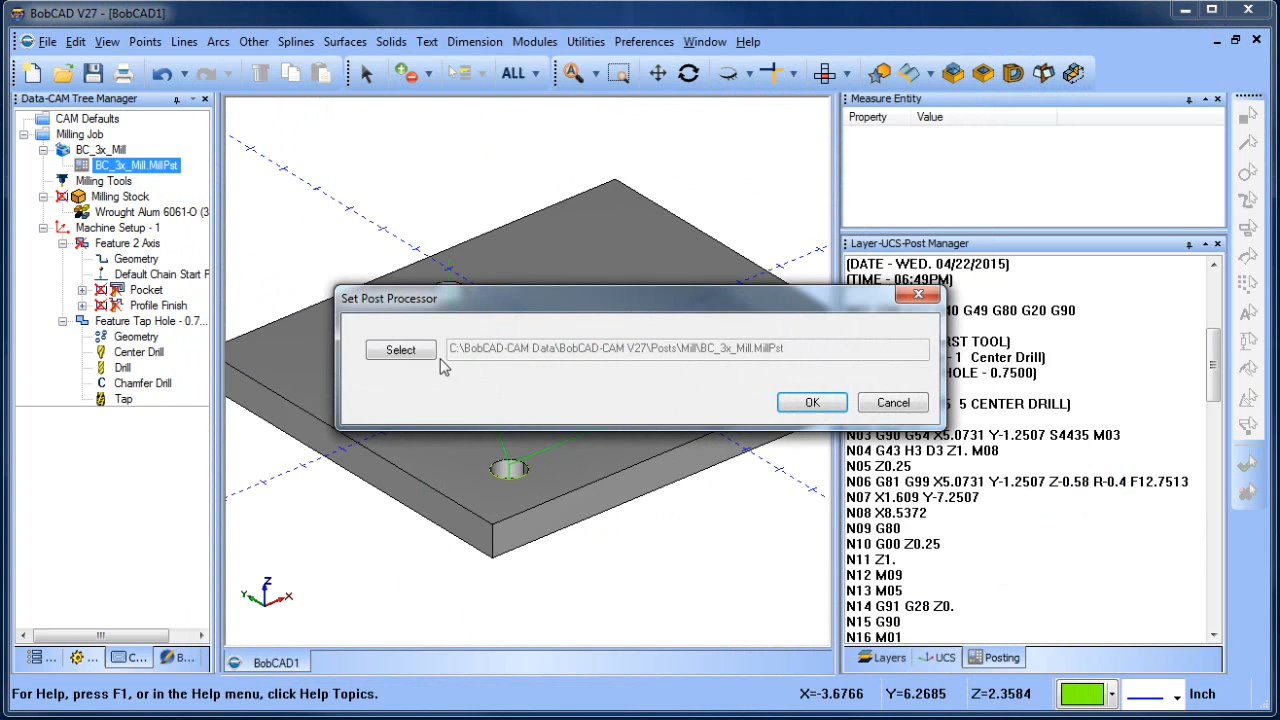 BobCAD V27 - [BobCAD1]
File Edit View Points Lines Arcs Other Splines Surfaces Solids Text Dimension Modules Utilities Preferences Window Help
ALL
Data-CAM Tree Manager
CAM Defaults
Milling Job
BC_3x_Mill
BC_3x_Mill.MillPst
Milling Tools
Milling Stock
Wrought Alum 6061-O (3
Machine Setup - 1
Feature 2 Axis
Geometry
Default Chain Start F
Pocket
Profile Finish
Feature Tap Hole - 0.7...
Geometry
Center Drill
Drill
Chamfer Drill
Tap
C...
B...
Set Post Processor
Select
C:\BobCAD-CAM Data\BobCAD-CAM V27\Posts\Mill\BC_3x_Mill.MillPst
OK
Cancel
X
Y
Z
BobCAD1
Measure Entity
Property Value
Layer-UCS-Post Manager
(DATE - WED. 04/22/2015)
(TIME - 06:49PM)
0 G49 G80 G20 G90
RST TOOL)
- 1 Center Drill)
HOLE - 0.7500)
5 CENTER DRILL)
N03 G90 G54 X5.0731 Y-1.2507 S4435 M03
N04 G43 H3 D3 Z1. M08
N05 Z0.25
N06 G81 G99 X5.0731 Y-1.2507 Z-0.58 R-0.4 F12.7513
N07 X1.609 Y-7.2507
N08 X8.5372
N09 G80
N10 G00 Z0.25
N11 Z1.
N12 M09
N13 M05
N14 G91 G28 Z0.
N15 G90
N16 M01
Layers UCS Posting
For Help, press F1, or in the Help menu, click Help Topics.
X=-3.6766 Y=6.2685 Z=2.3584 Inch